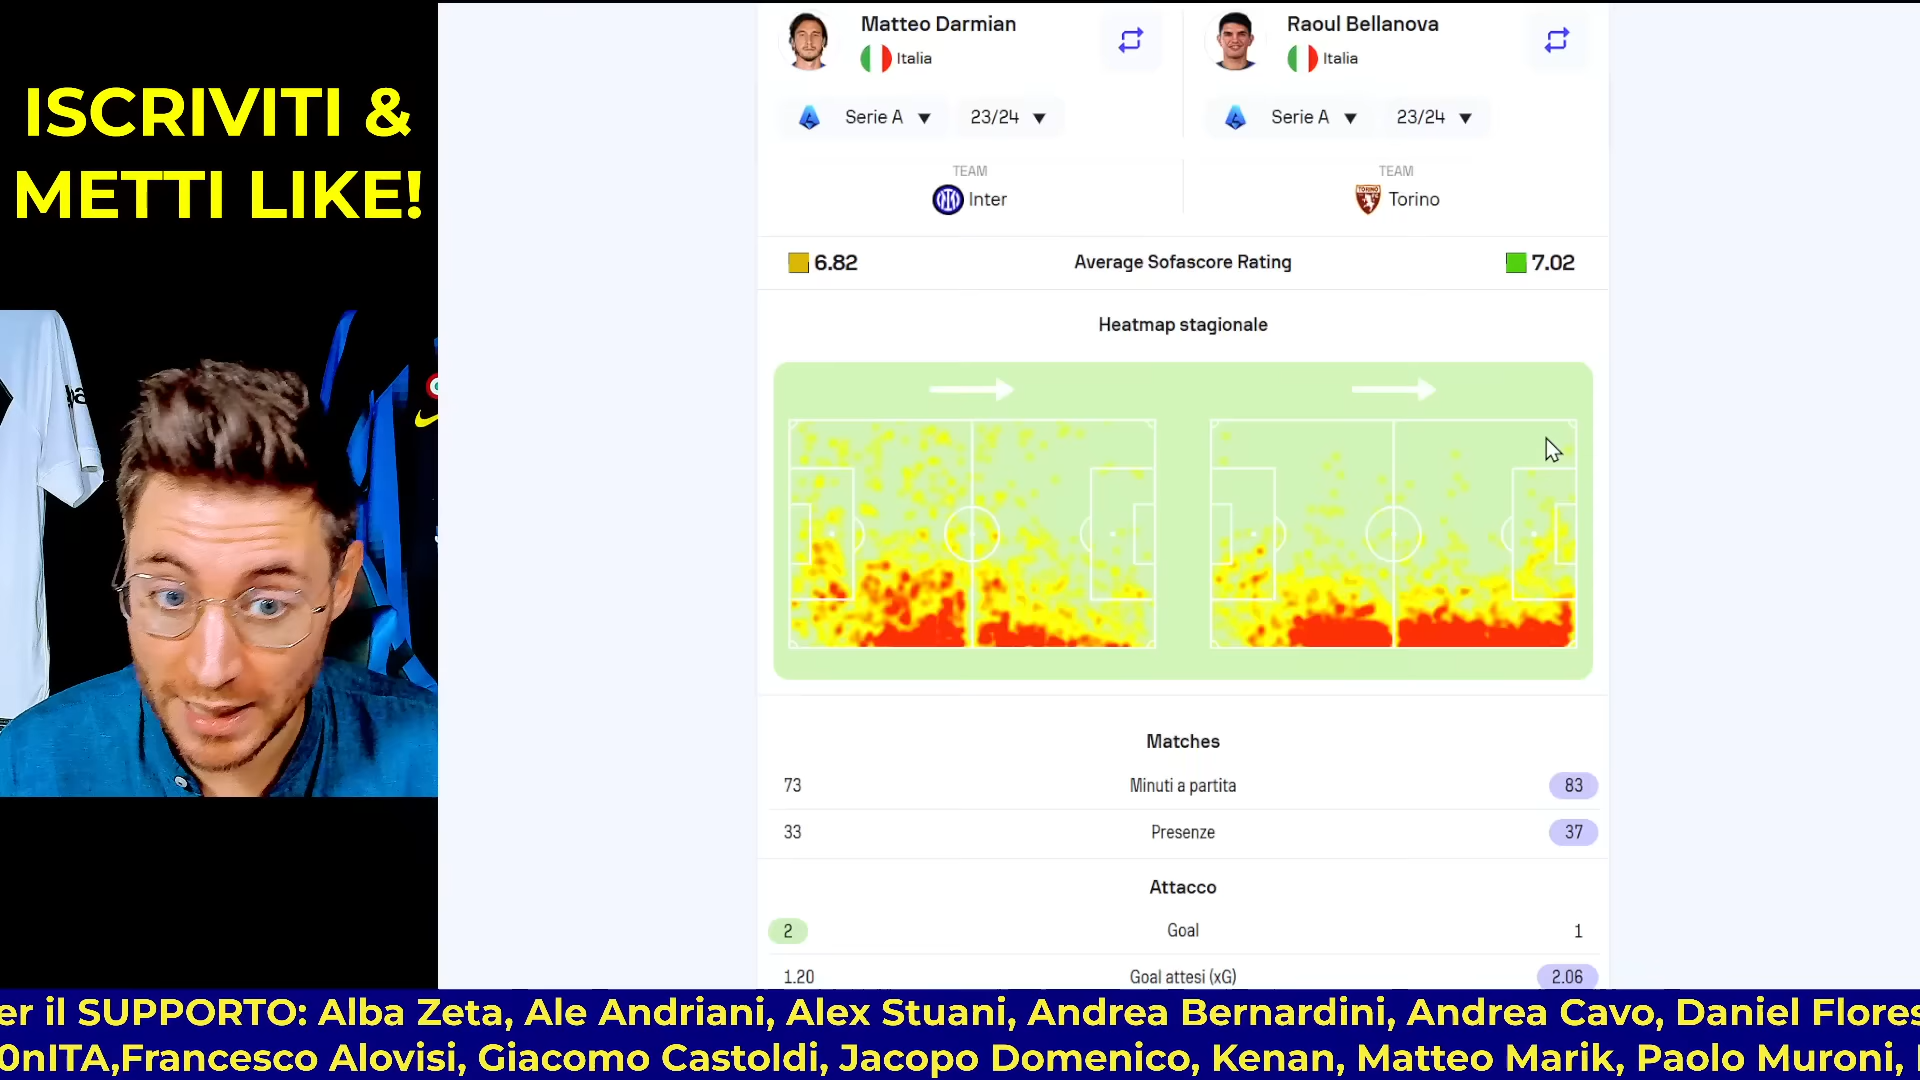 ISCRIVITI &
METTI LIKE!
Matteo Darmian
Italia
Raoul Bellanova
Italia
Serie A
23/24
Serie A
23/24
TEAM
Inter
TEAM
Torino
6.82 Average Sofascore Rating 7.02
Heatmap stagionale
Matches
73 Minuti a partita 83
33 Presenze 37
Attacco
2 Goal 1
1.20 Goal attesi (xG) 2.06
er il SUPPORTO: Alba Zeta, Ale Andriani, Alex Stuani, Andrea Bernardini, Andrea Cavo, Daniel Flores
0nITA,Francesco Alovisi, Giacomo Castoldi, Jacopo Domenico, Kenan, Matteo Marik, Paolo Muroni,